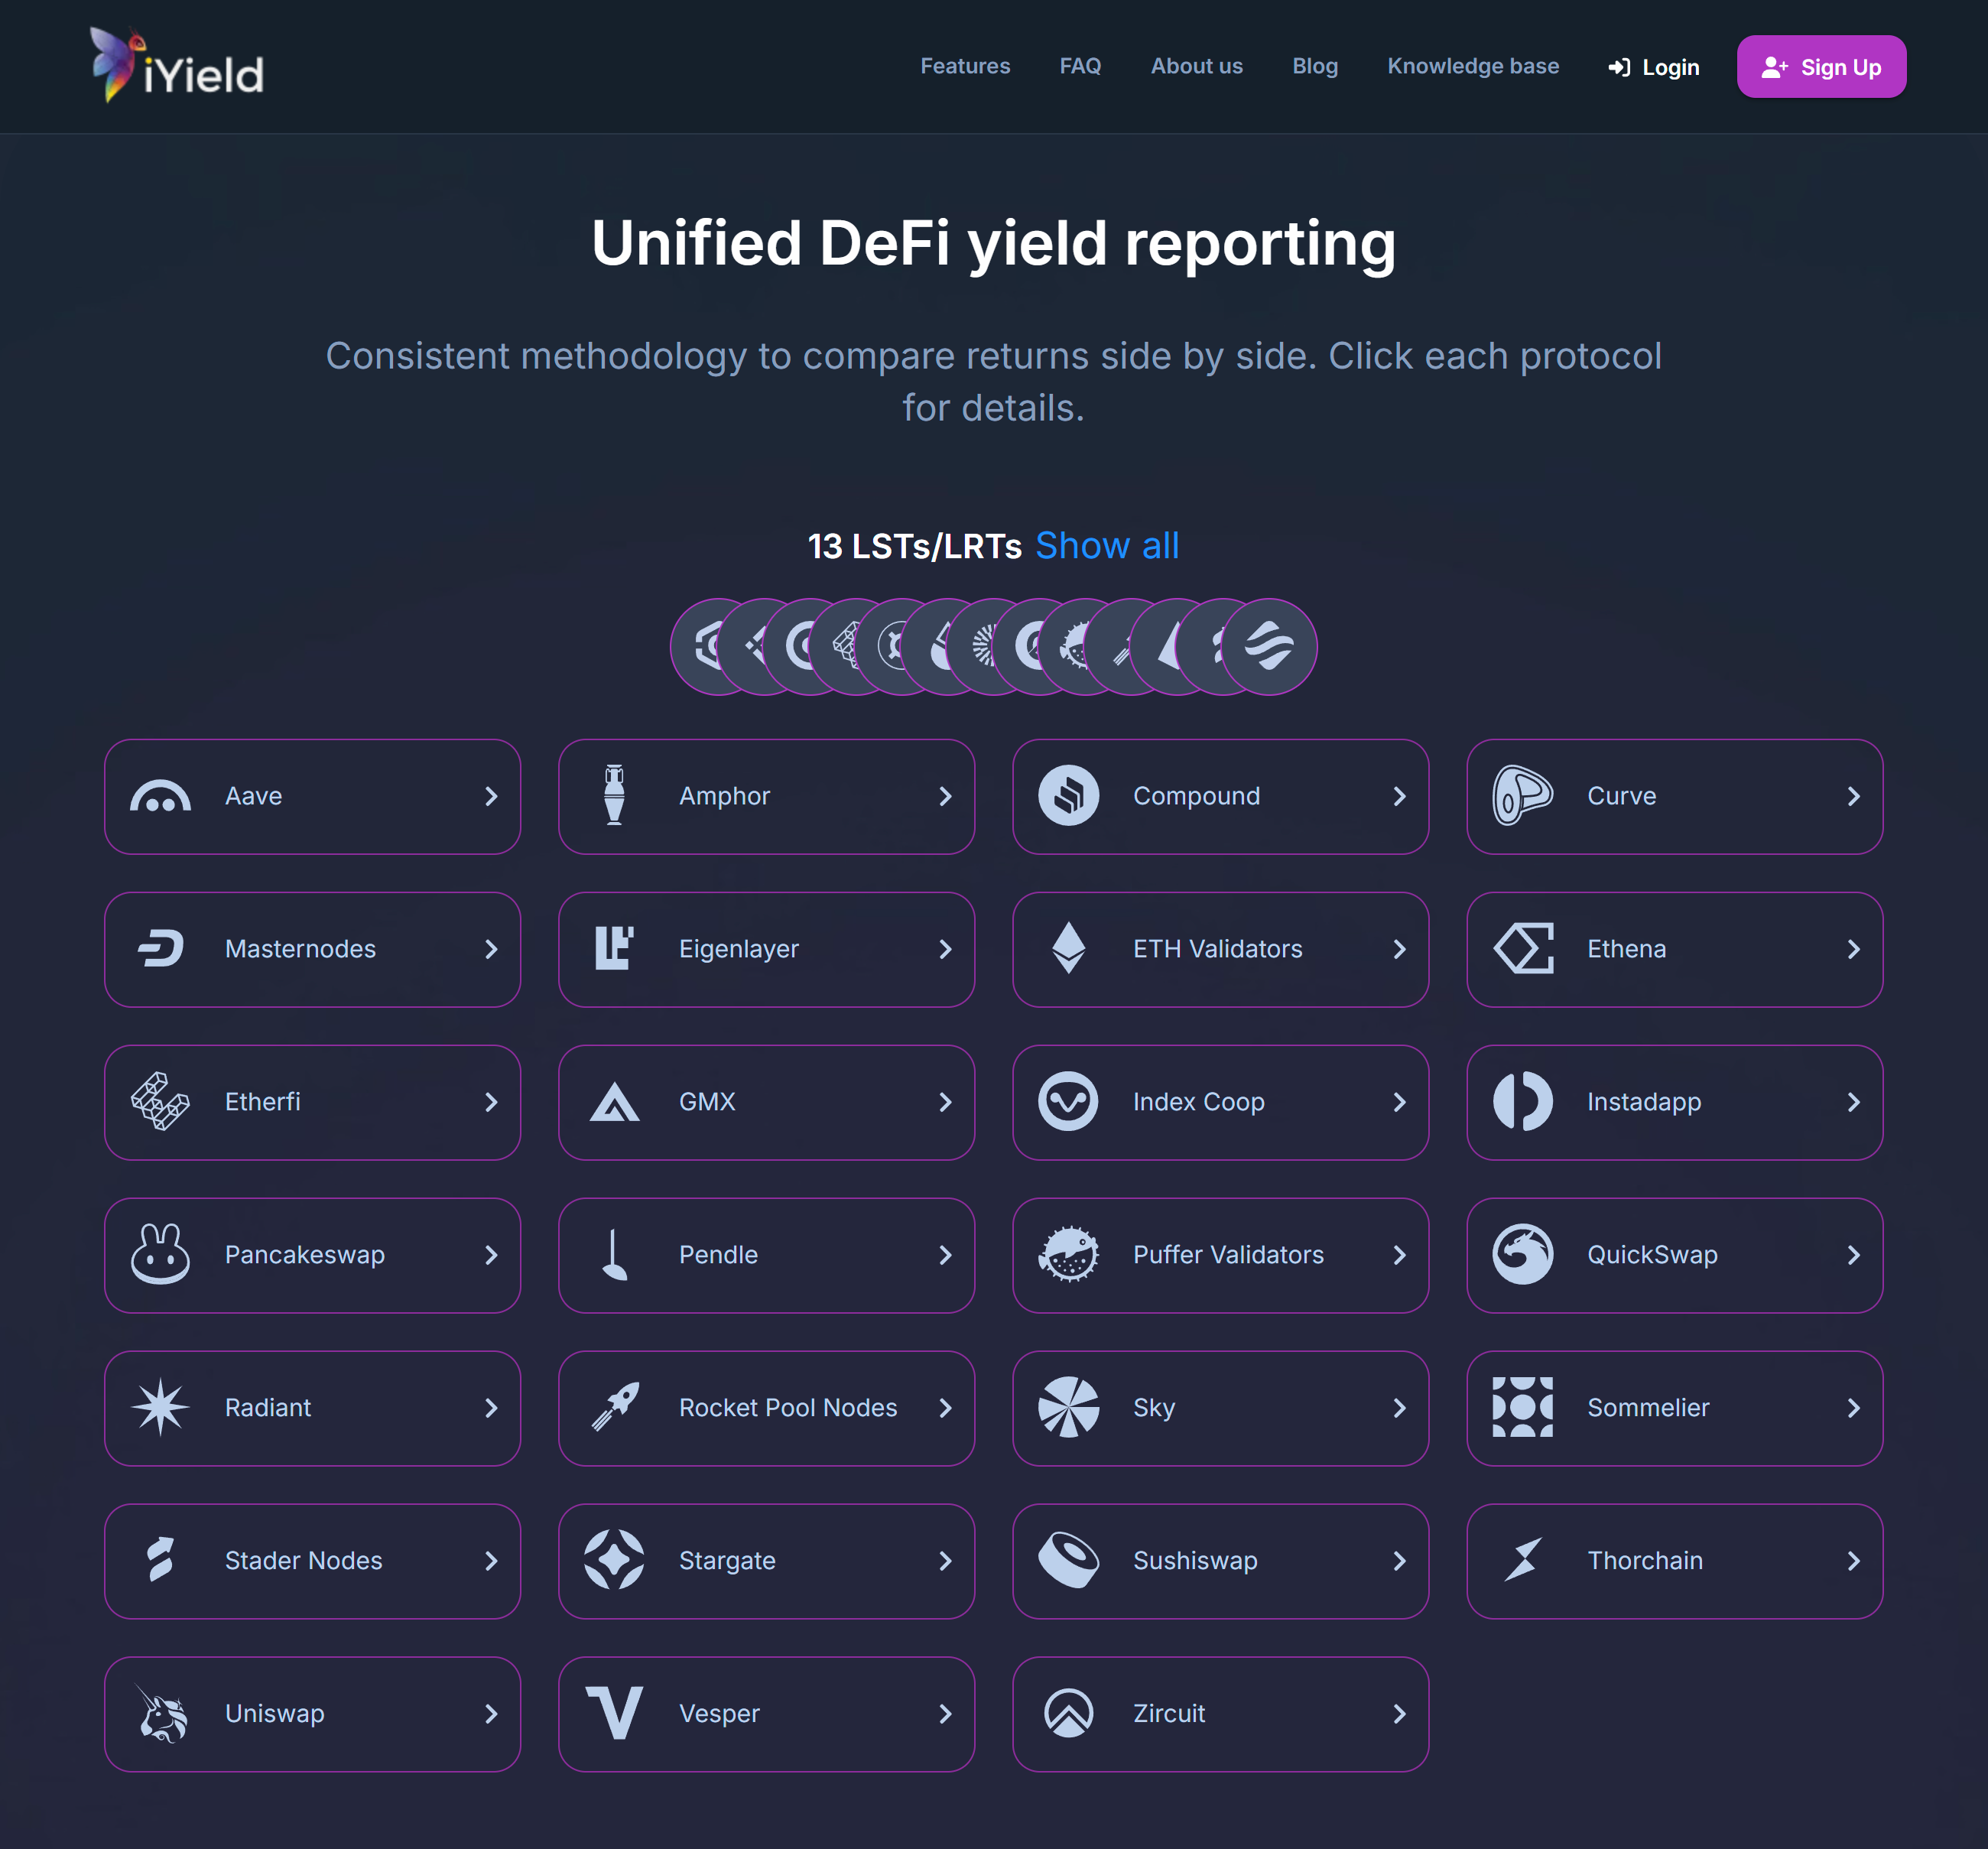 iYield
Features FAQ About us Blog Knowledge base Login Sign Up
Unified DeFi yield reporting
Consistent methodology to compare returns side by side. Click each protocol
for details.
13 LSTs/LRTs Show all
Aave Amphor Compound Curve
Masternodes Eigenlayer ETH Validators Ethena
Etherfi GMX Index Coop Instadapp
Pancakeswap Pendle Puffer Validators QuickSwap
Radiant Rocket Pool Nodes Sky Sommelier
Stader Nodes Stargate Sushiswap Thorchain
Uniswap Vesper Zircuit